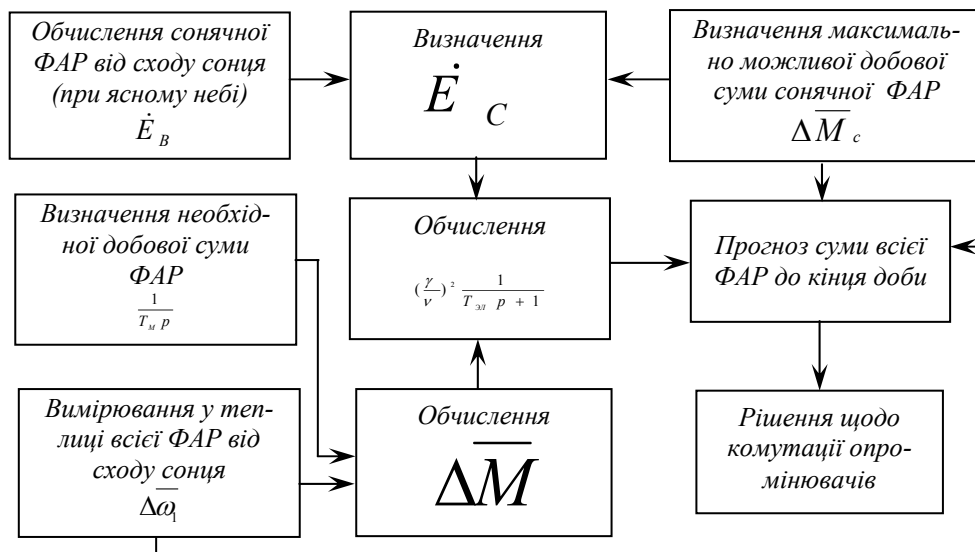 Обчислення сонячної
ФАР від сходу сонця
(при ясному небі)
Ė B
Визначення
Ė C
Визначення максималь-
но можливої добової
суми сонячної ФАР
ΔM̅ c
Визначення необхід-
ної добової суми
ФАР
1
T м p
Обчислення
(γ/ν)² 1/(T эл p + 1)
Прогноз суми всієї
ФАР до кінця доби
Вимірювання у теп-
лиці всієї ФАР від
сходу сонця
Δω̅1
Обчислення
ΔM̅
Рішення щодо
комутації опро-
мінювачів